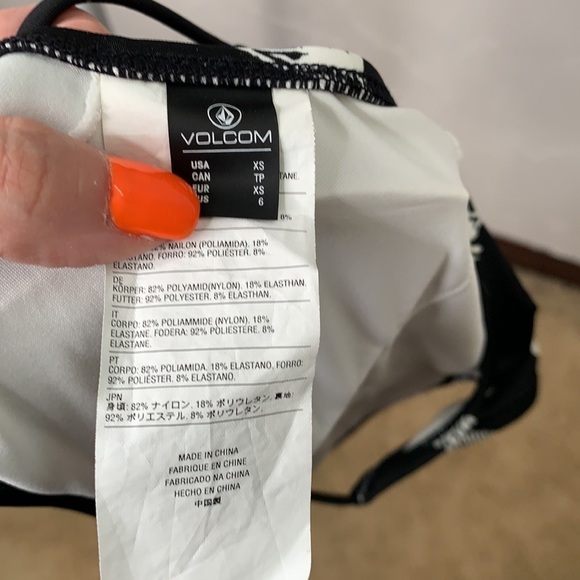 VOLCOM
USA XS
CAN TP
EUR XS
6
TANE.
8%
NAILON (POLIAMIDA). 18%
FORRO: 92% POLIÉSTER. 8%
ELASTANO.
DE
KÖRPER: 82% POLYAMID(NYLON). 18% ELASTHAN.
FUTTER: 92% POLYESTER. 8% ELASTHAN.
IT
CORPO: 82% POLIAMMIDE (NYLON). 18%
ELASTANE. FODERA: 92% POLIESTERE. 8%
ELASTANE.
PT
CORPO: 82% POLIAMIDA. 18% ELASTANO. FORRO:
92% POLIÉSTER. 8% ELASTANO.
JPN
身頃: 82% ナイロン. 18% ポリウレタン. 裏地:
92% ポリエステル. 8% ポリウレタン.
MADE IN CHINA
FABRIQUE EN CHINE
FABRICADO NA CHINA
HECHO EN CHINA
中国製